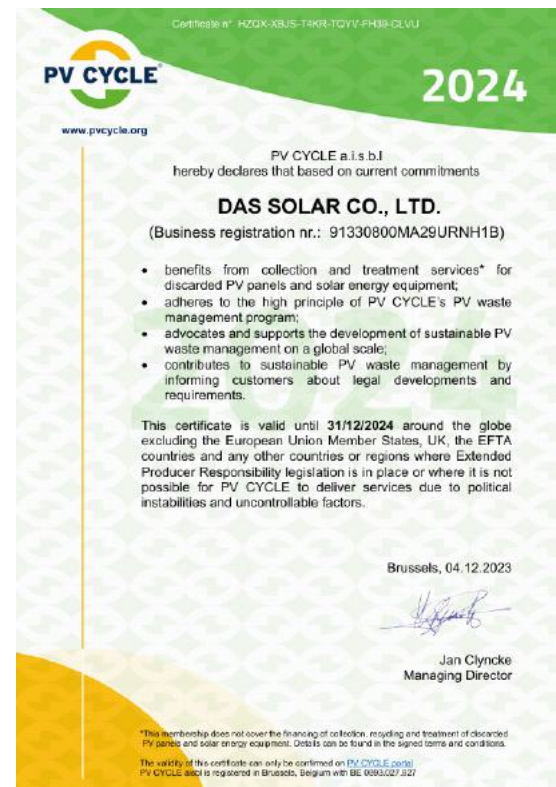 Certificate n° HZQX-XBJS-T4KR-TQYV-FH39-CLVU
PV CYCLE
2024
www.pvcycle.org
PV CYCLE a.i.s.b.l
hereby declares that based on current commitments
DAS SOLAR CO., LTD.
(Business registration nr.: 91330800MA29URNH1B)
• benefits from collection and treatment services* for
discarded PV panels and solar energy equipment;
• adheres to the high principle of PV CYCLE's PV waste
management program;
• advocates and supports the development of sustainable PV
waste management on a global scale;
• contributes to sustainable PV waste management by
informing customers about legal developments and
requirements.
2024
This certificate is valid until 31/12/2024 around the globe
excluding the European Union Member States, UK, the EFTA
countries and any other countries or regions where Extended
Producer Responsibility legislation is in place or where it is not
possible for PV CYCLE to deliver services due to political
instabilities and uncontrollable factors.
Brussels, 04.12.2023
Jan Clyncke
Managing Director
*This membership does not cover the financing of collection, recycling and treatment of discarded
PV panels and solar energy equipment. Details can be found in the signed terms and conditions.
The validity of this certificate can only be confirmed on PV CYCLE portal
PV CYCLE aisbl is registered in Brussels, Belgium with BE 0893.027.827